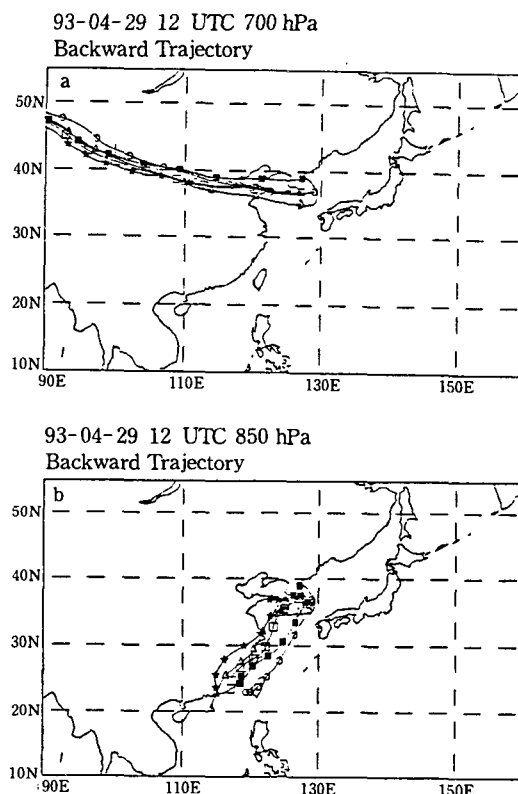 93-04-29 12 UTC 700 hPa
Backward Trajectory
a
50N
40N
30N
20N
10N
90E 110E 130E 150E
93-04-29 12 UTC 850 hPa
Backward Trajectory
b
50N
40N
30N
20N
10N
90E 110E 130E 150E